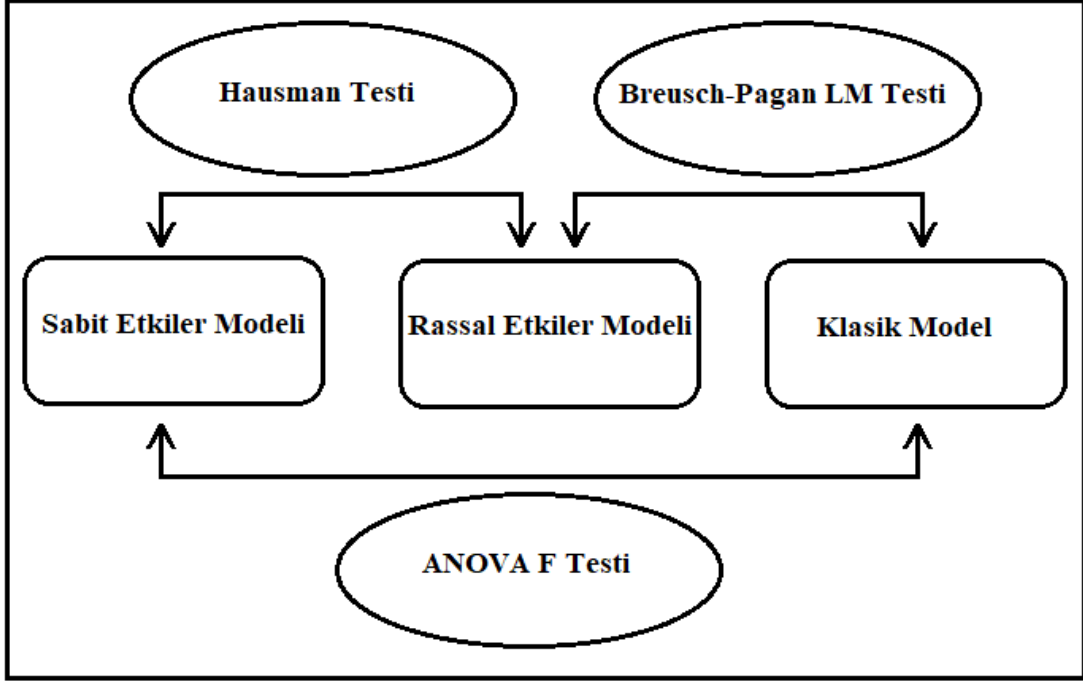 Hausman Testi
Breusch-Pagan LM Testi
Sabit Etkiler Modeli
Rassal Etkiler Modeli
Klasik Model
ANOVA F Testi